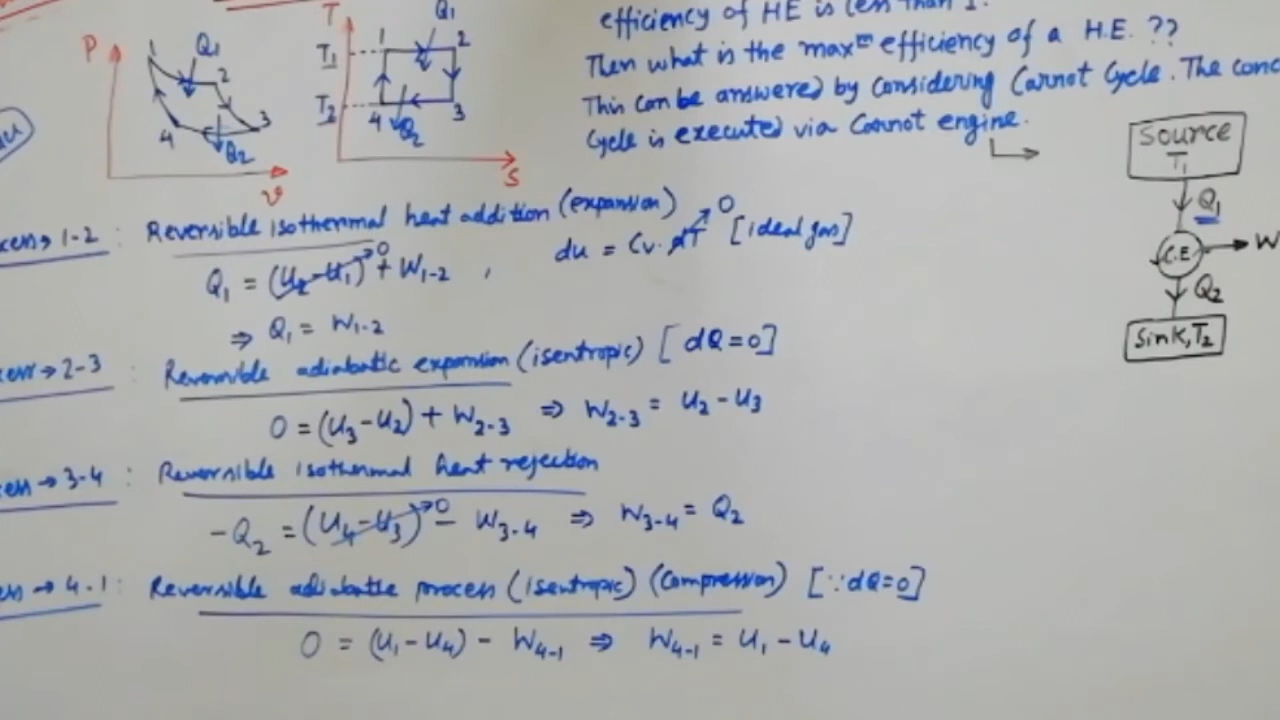 efficiency of HE is less than 1.
Then what is the max^m efficiency of a H.E. ??
This can be answered by considering Carnot Cycle. The
Cycle is executed via Carnot engine.
P
1
Q₁
2
3
4
Q₂
v
T
T₁
T₂
1
Q₁
2
3
4
Q₂
S
Source
T₁
Q₁
C.E
W
Q₂
Sink, T₂
1-2 : Reversible isothermal heat addition (expansion)
Q₁ = (U₂-U₁)→0 + W₁₋₂ , du = Cv. dT→0 [ideal gas]
⇒ Q₁ = W₁₋₂
→ 2-3 : Reversible adiabatic expansion (isentropic) [dQ=0]
0 = (U₃-U₂) + W₂₋₃ ⇒ W₂₋₃ = U₂ - U₃
→ 3-4 : Reversible isothermal heat rejection
-Q₂ = (U₄-U₃)→0 - W₃₋₄ ⇒ W₃₋₄ = Q₂
→ 4-1 : Reversible adiabatic process (isentropic) (Compression) [∵dQ=0]
0 = (U₁-U₄) - W₄₋₁ ⇒ W₄₋₁ = U₁ - U₄